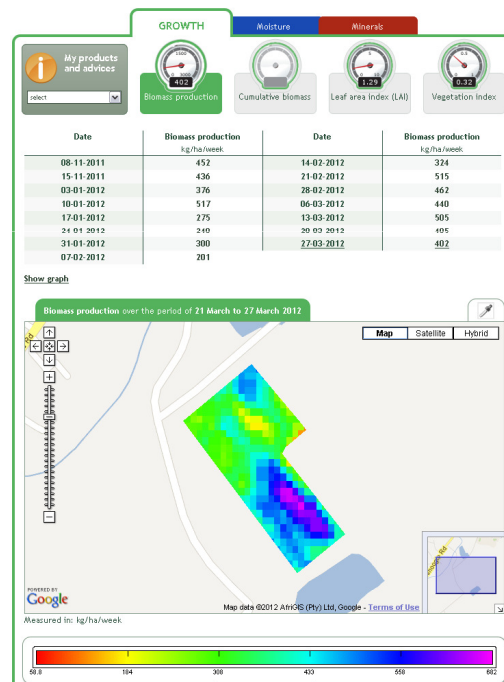 GROWTH Moisture Minerals
My products and advices
select
1500
0 3000
402
Biomass production
Cumulative biomass
1.29
Leaf area index (LAI)
0.32
Vegetation index
Date Biomass production Date Biomass production
kg/ha/week kg/ha/week
08-11-2011 452 14-02-2012 324
15-11-2011 436 21-02-2012 515
03-01-2012 376 28-02-2012 462
10-01-2012 517 06-03-2012 440
17-01-2012 275 13-03-2012 505
31-01-2012 300 27-03-2012 402
07-02-2012 201
Show graph
Biomass production over the period of 21 March to 27 March 2012
Map Satellite Hybrid
Rd
POWERED BY
Google
Map data ©2012 AfriGIS (Pty) Ltd, Google - Terms of Use
Measured in: kg/ha/week
58.8 184 308 433 558 682